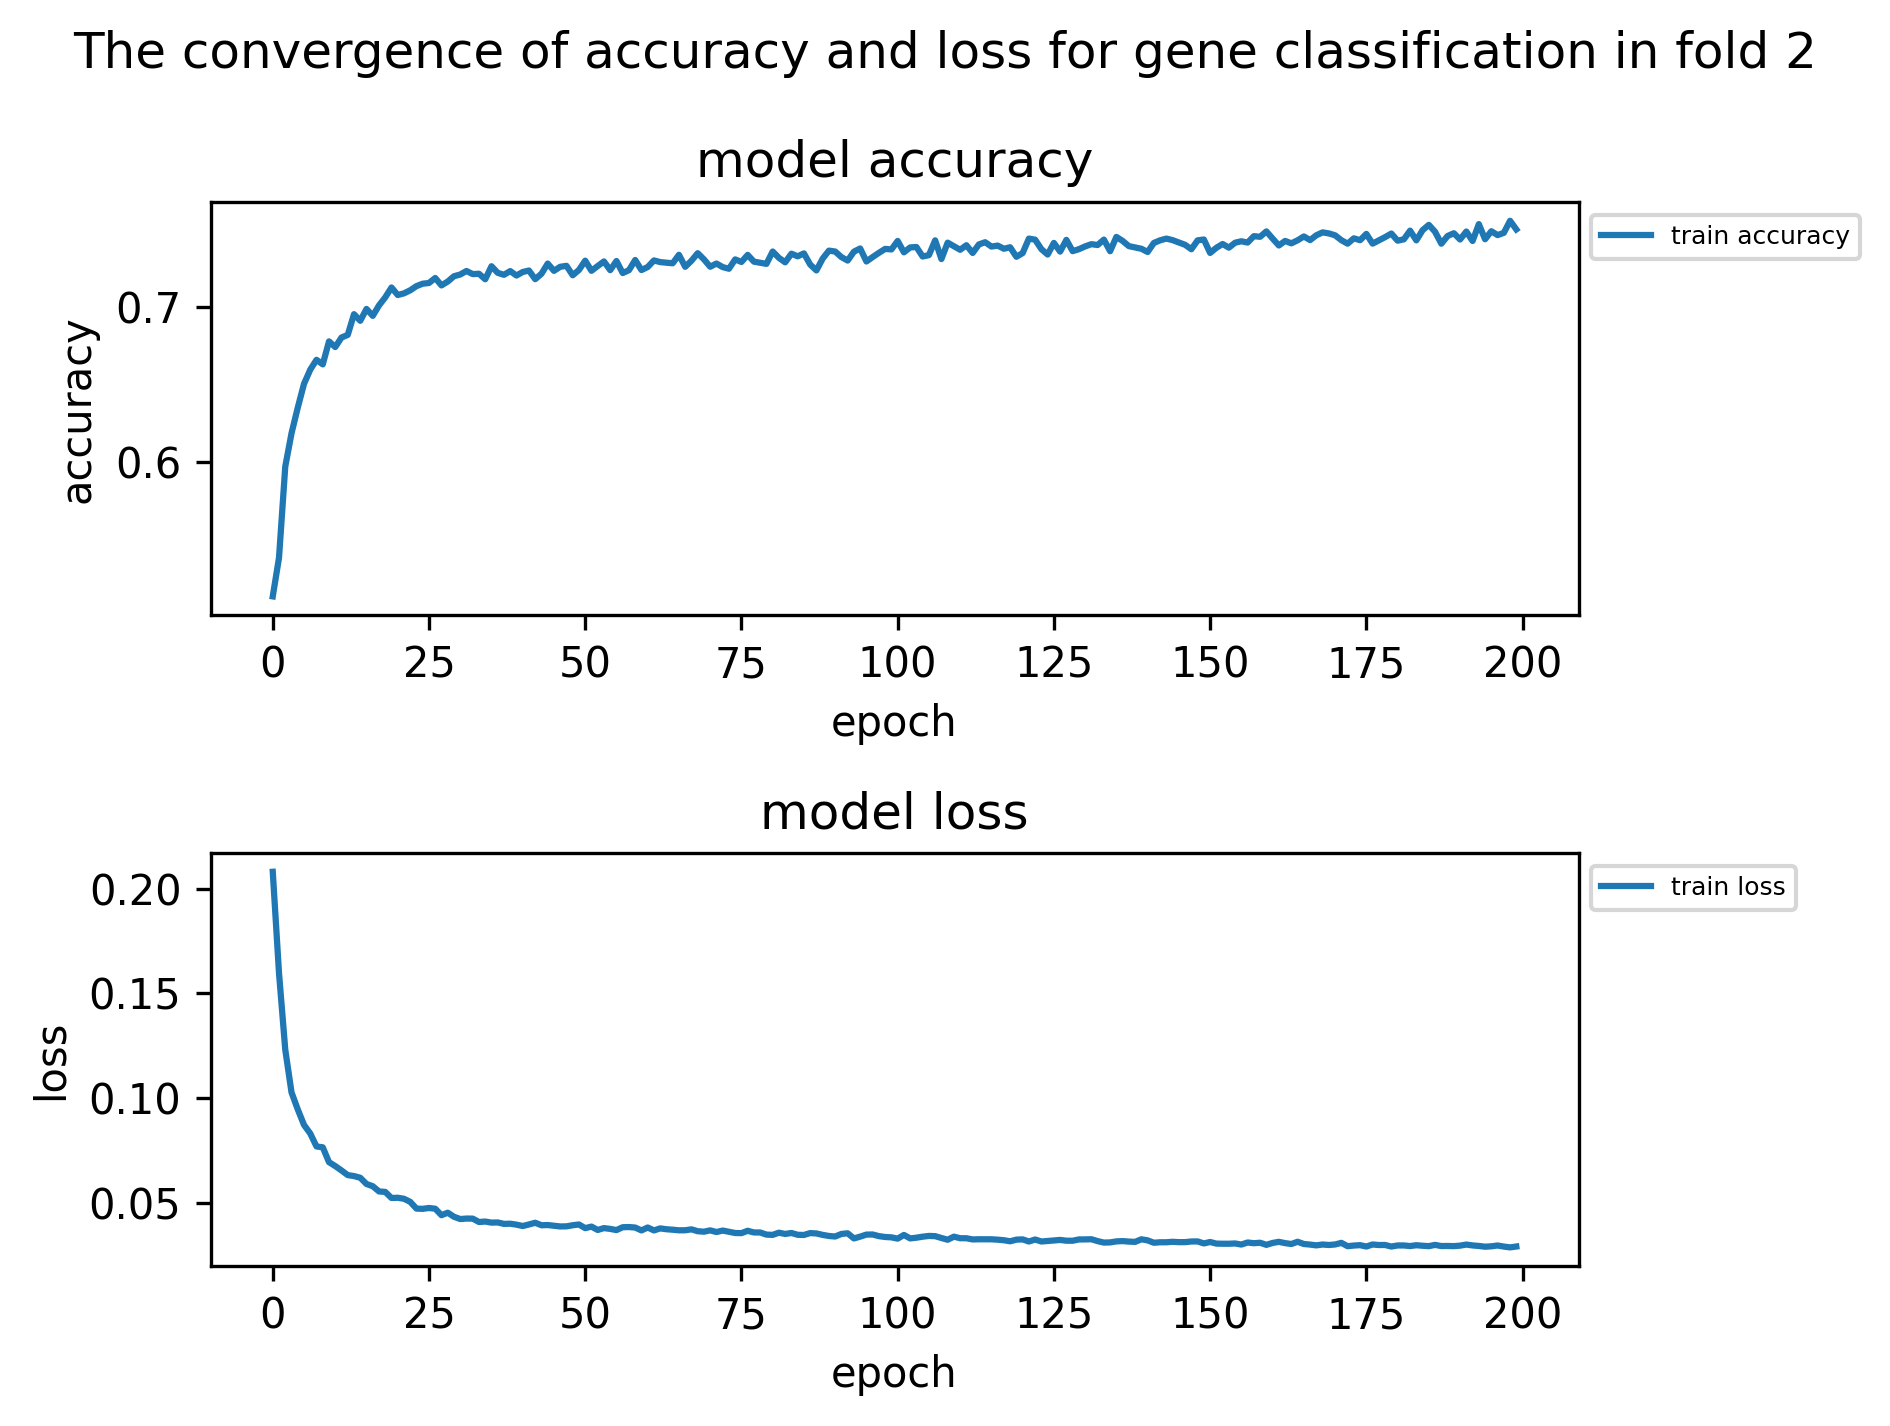 The convergence of accuracy and loss for gene classification in fold 2
model accuracy
train accuracy
accuracy
0.7
0.6
0 25 50 75 100 125 150 175 200
epoch
model loss
train loss
loss
0.20
0.15
0.10
0.05
0 25 50 75 100 125 150 175 200
epoch